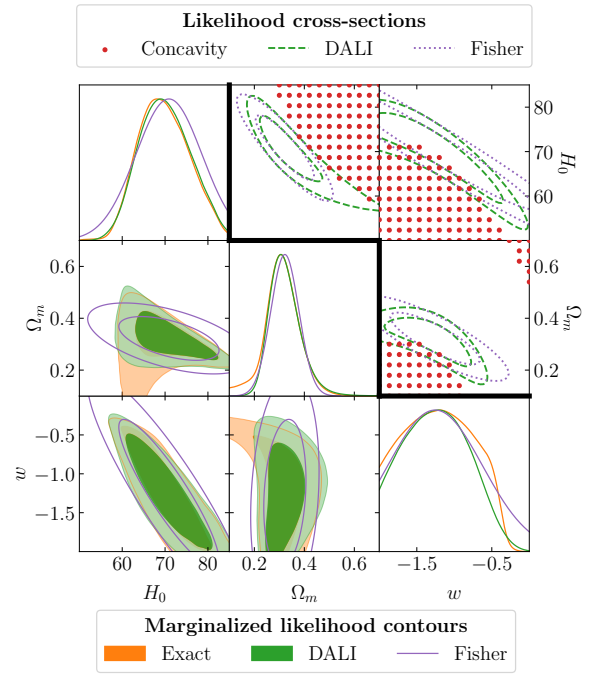 Likelihood cross-sections
Concavity DALI Fisher
80
70
60
H₀
0.6
0.4
0.2
Ωₘ
0.6
0.4
0.2
Ωₘ
−0.5
−1.0
−1.5
w
60 70 80
0.2 0.4 0.6
−1.5 −0.5
H₀ Ωₘ w
Marginalized likelihood contours
Exact DALI Fisher